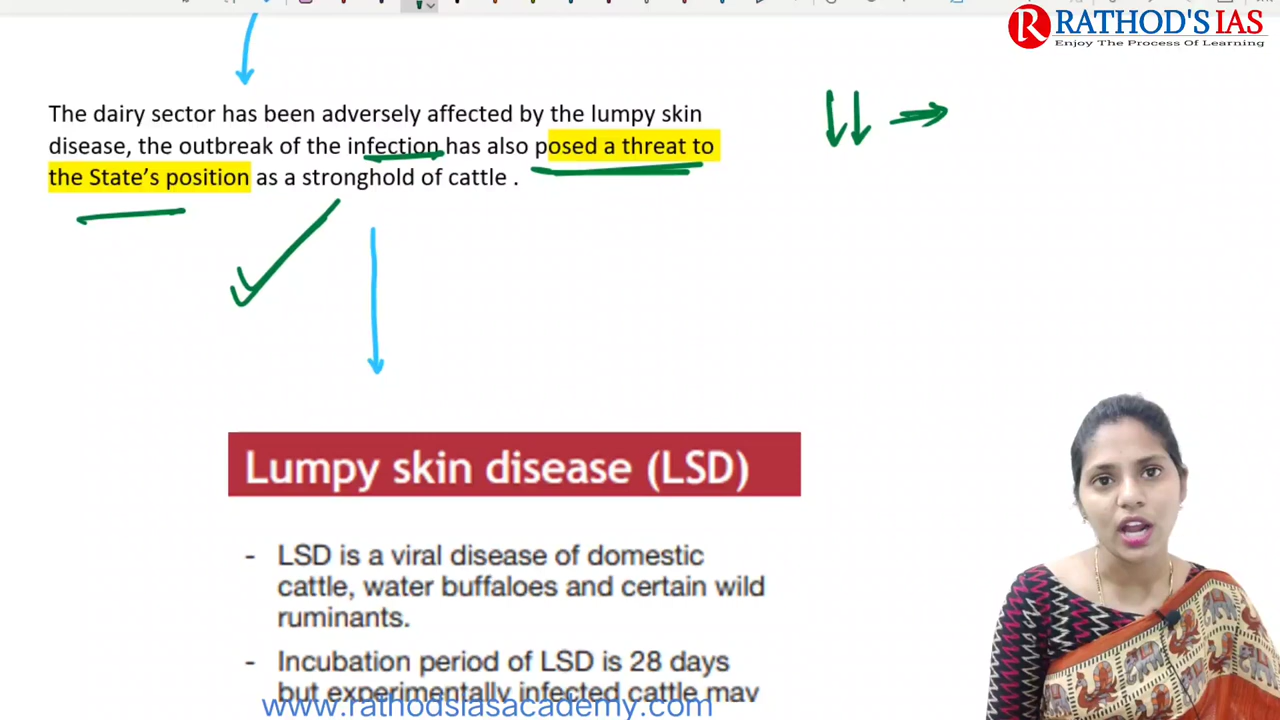 RATHOD'S IAS
Enjoy The Process Of Learning
The dairy sector has been adversely affected by the lumpy skin
disease, the outbreak of the infection has also posed a threat to
the State’s position as a stronghold of cattle .
Lumpy skin disease (LSD)
- LSD is a viral disease of domestic
cattle, water buffaloes and certain wild
ruminants.
- Incubation period of LSD is 28 days
but experimentally infected cattle may
www.rathodsiasacademy.com